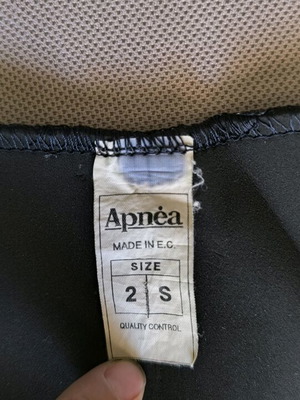 Apnéa
MADE IN E.C.
SIZE
2 S
QUALITY CONTROL